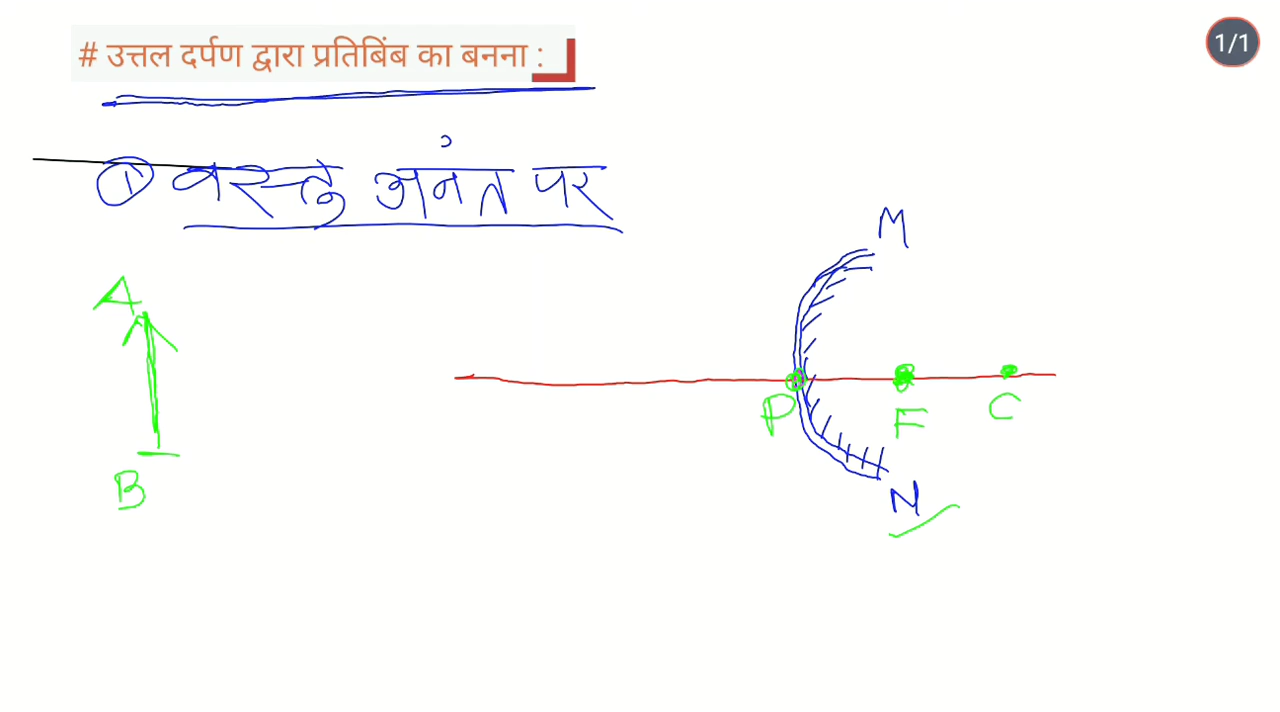 # उत्तल दर्पण द्वारा प्रतिबिंब का बनना :
1/1
① वस्तु अनंत पर
M
A
P
F
C
B
N